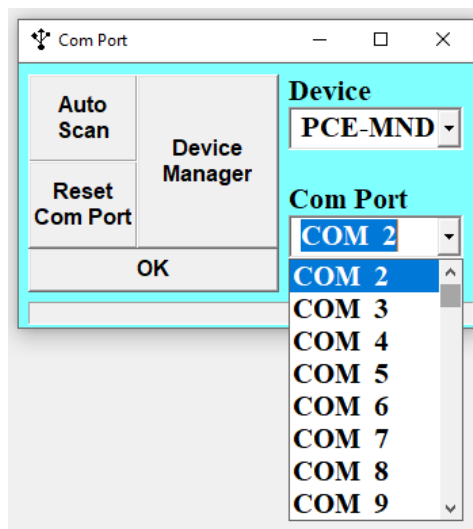 Com Port
Auto
Scan
Device
Manager
Reset
Com Port
OK
Device
PCE-MND
Com Port
COM 2
COM 2
COM 3
COM 4
COM 5
COM 6
COM 7
COM 8
COM 9